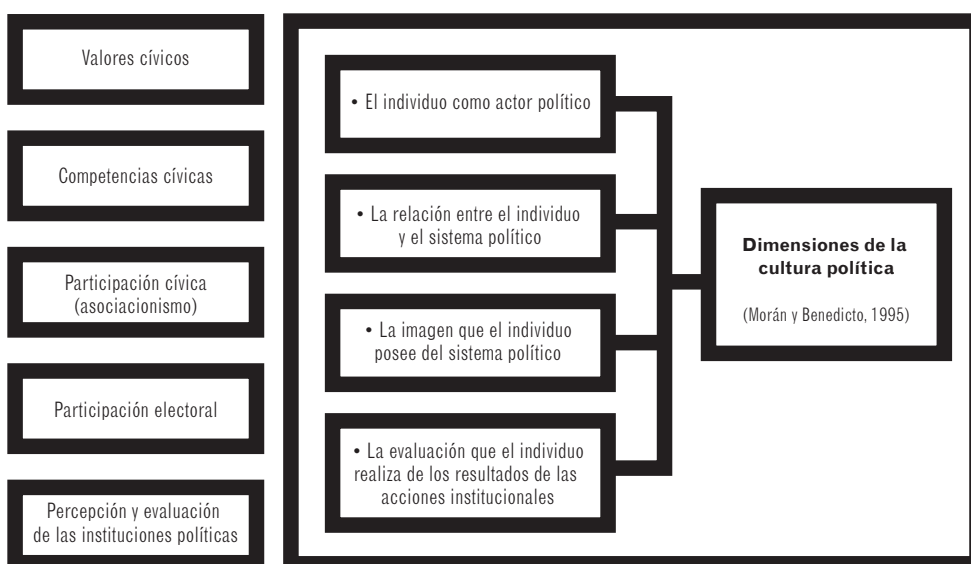 Valores cívicos
Competencias cívicas
Participación cívica
(asociacionismo)
Participación electoral
Percepción y evaluación
de las instituciones políticas
• El individuo como actor político
• La relación entre el individuo
y el sistema político
• La imagen que el individuo
posee del sistema político
• La evaluación que el individuo
realiza de los resultados de las
acciones institucionales
Dimensiones de la
cultura política
(Morán y Benedicto, 1995)